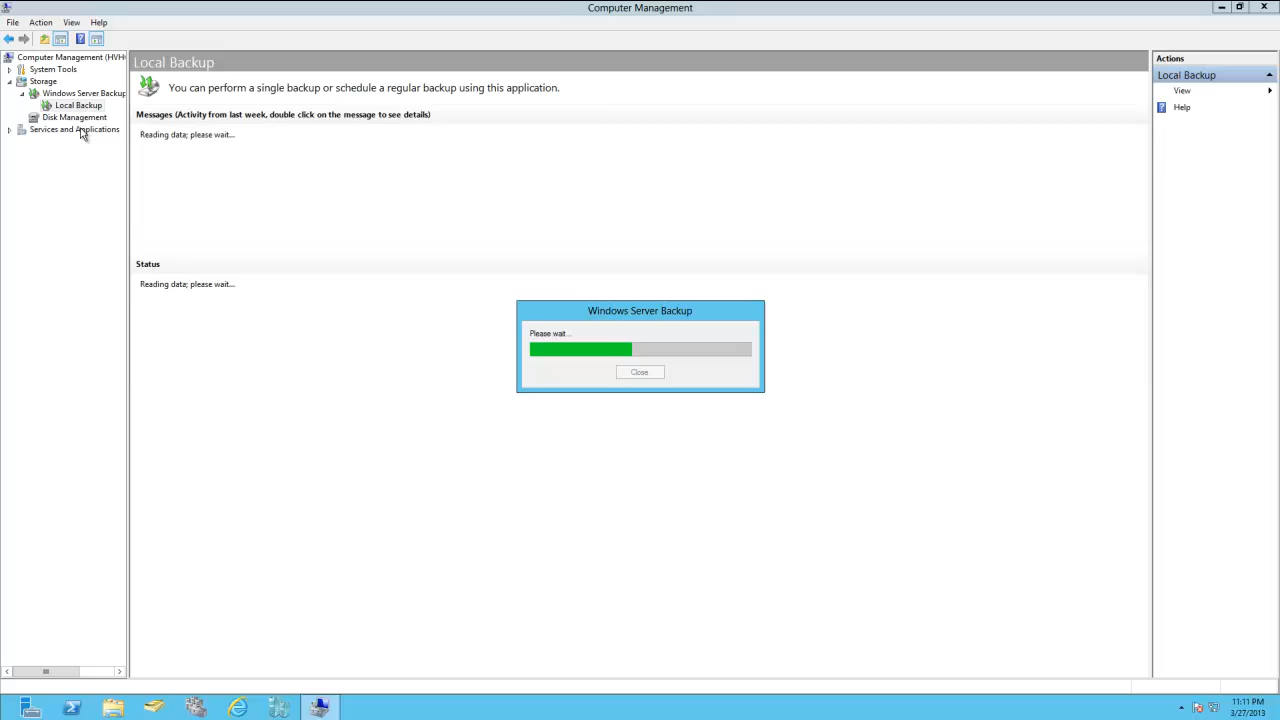 Computer Management
File Action View Help
Computer Management (HVH
System Tools
Storage
Windows Server Backup
Local Backup
Disk Management
Services and Applications
Local Backup
You can perform a single backup or schedule a regular backup using this application.
Messages (Activity from last week, double click on the message to see details)
Reading data; please wait...
Status
Reading data; please wait...
Windows Server Backup
Please wait...
Close
Actions
Local Backup
View
Help
11:11 PM
3/27/2013